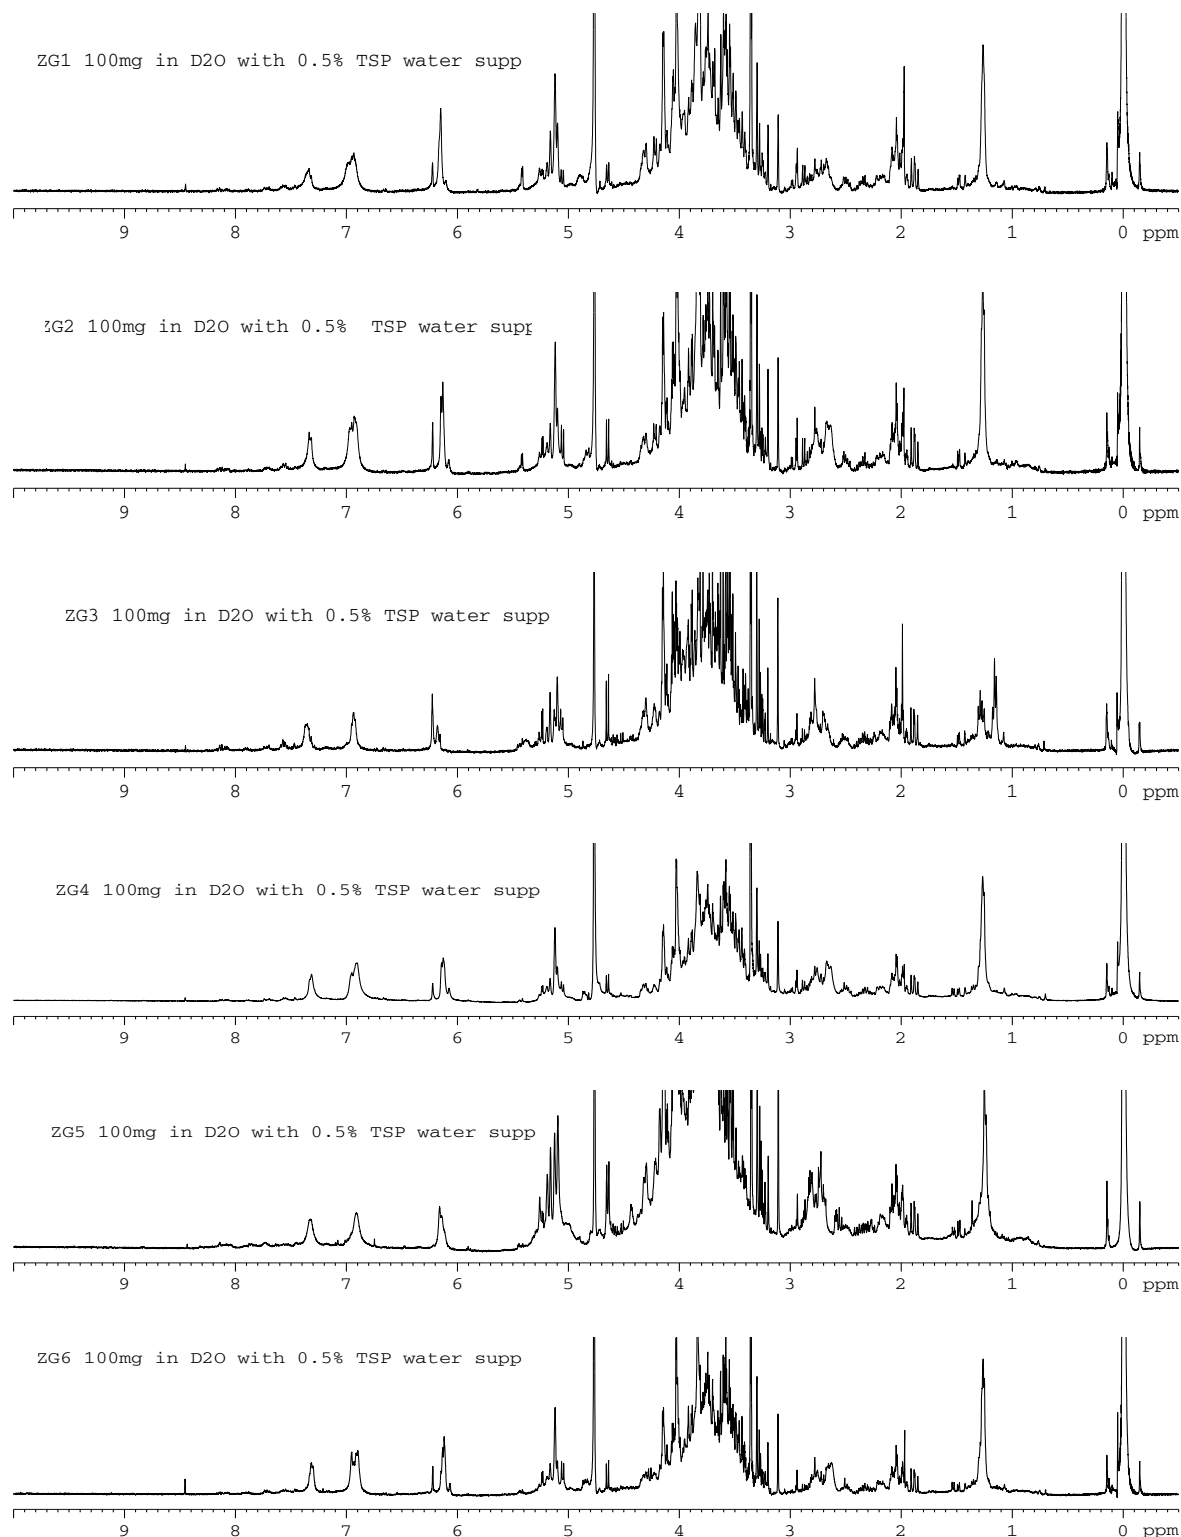 ZG1 100mg in D2O with 0.5% TSP water supp
9 8 7 6 5 4 3 2 1 0 ppm
ZG2 100mg in D2O with 0.5% TSP water supp
9 8 7 6 5 4 3 2 1 0 ppm
ZG3 100mg in D2O with 0.5% TSP water supp
9 8 7 6 5 4 3 2 1 0 ppm
ZG4 100mg in D2O with 0.5% TSP water supp
9 8 7 6 5 4 3 2 1 0 ppm
ZG5 100mg in D2O with 0.5% TSP water supp
9 8 7 6 5 4 3 2 1 0 ppm
ZG6 100mg in D2O with 0.5% TSP water supp
9 8 7 6 5 4 3 2 1 0 ppm